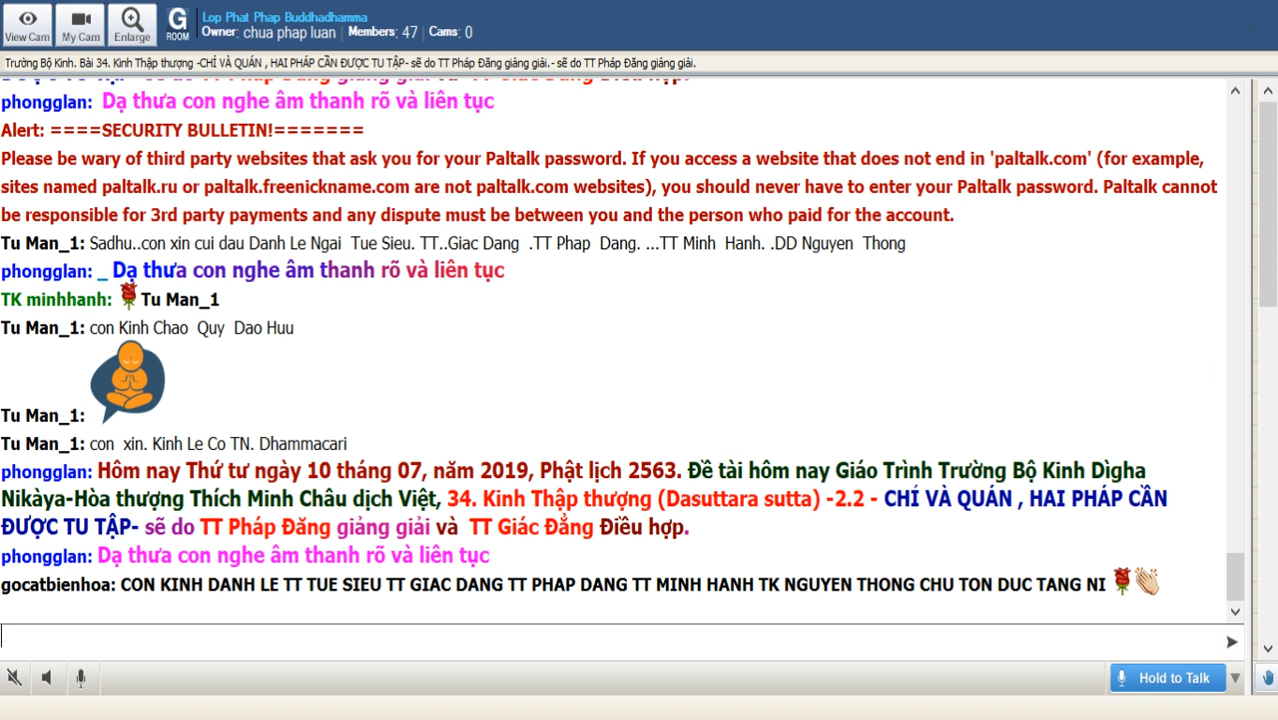 View Cam
My Cam
Enlarge
G
ROOM
Lop Phat Phap Buddhadhamma
Owner: chua phap luan | Members: 47 | Cams: 0
Trường Bộ Kinh. Bài 34. Kinh Thập thượng -CHỈ VÀ QUÁN , HAI PHÁP CẦN ĐƯỢC TU TẬP- sẽ do TT Pháp Đăng giảng giải.- sẽ do TT Pháp Đăng giảng giải.
phongglan: Dạ thưa con nghe âm thanh rõ và liên tục
Alert: ====SECURITY BULLETIN!=======
Please be wary of third party websites that ask you for your Paltalk password. If you access a website that does not end in 'paltalk.com' (for example,
sites named paltalk.ru or paltalk.freenickname.com are not paltalk.com websites), you should never have to enter your Paltalk password. Paltalk cannot
be responsible for 3rd party payments and any dispute must be between you and the person who paid for the account.
Tu Man_1: Sadhu..con xin cui dau Danh Le Ngai Tue Sieu. TT..Giac Dang .TT Phap Dang. ...TT Minh Hanh. .DD Nguyen Thong
phongglan: _ Dạ thưa con nghe âm thanh rõ và liên tục
TK minhhanh: Tu Man_1
Tu Man_1: con Kinh Chao Quy Dao Huu
Tu Man_1:
Tu Man_1: con xin. Kinh Le Co TN. Dhammacari
phongglan: Hôm nay Thứ tư ngày 10 tháng 07, năm 2019, Phật lịch 2563. Đề tài hôm nay Giáo Trình Trường Bộ Kinh Dìgha
Nikàya-Hòa thượng Thích Minh Châu dịch Việt, 34. Kinh Thập thượng (Dasuttara sutta) -2.2 - CHỈ VÀ QUÁN , HAI PHÁP CẦN
ĐƯỢC TU TẬP- sẽ do TT Pháp Đăng giảng giải và TT Giác Đẳng Điều hợp.
phongglan: Dạ thưa con nghe âm thanh rõ và liên tục
gocatbienhoa: CON KINH DANH LE TT TUE SIEU TT GIAC DANG TT PHAP DANG TT MINH HANH TK NGUYEN THONG CHU TON DUC TANG NI
Hold to Talk